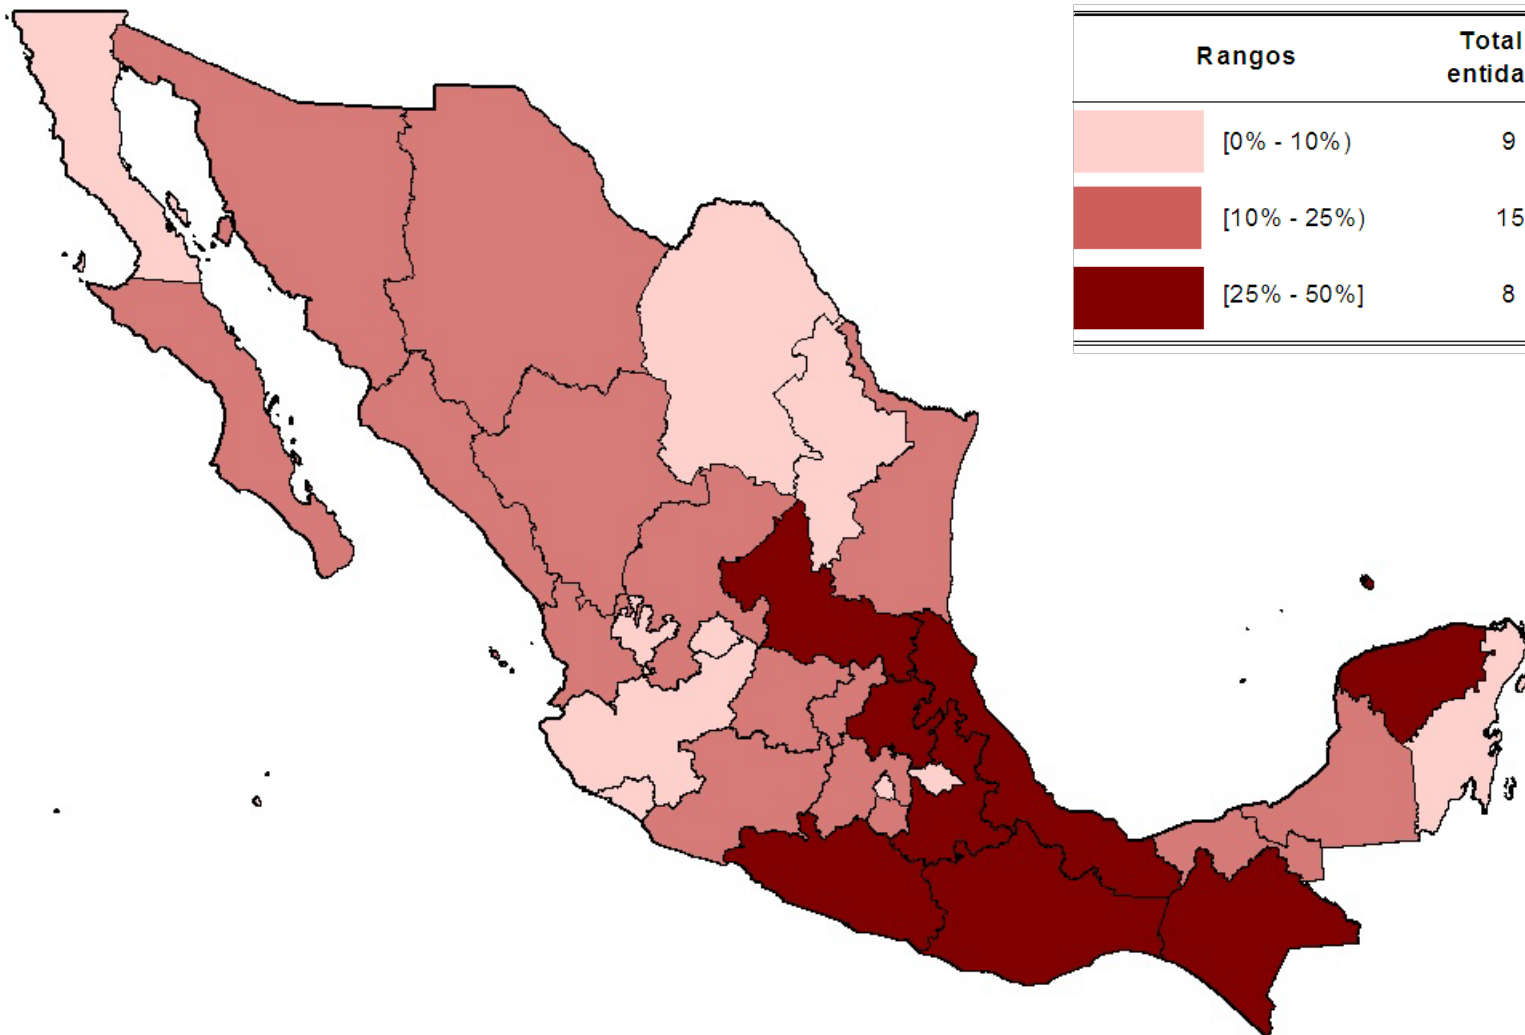 Rangos
Total
entida
[0% - 10%) 9
[10% - 25%) 15
[25% - 50%] 8